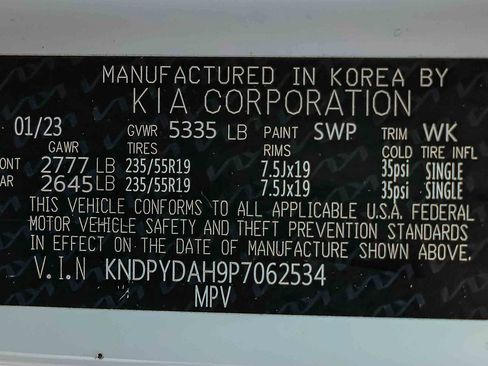 MANUFACTURED IN KOREA BY
KIA CORPORATION
01/23 GVWR 5335 LB PAINT SWP TRIM WK
GAWR TIRES RIMS COLD TIRE INFL
ONT 2777 LB 235/55R19 7.5Jx19 35psi SINGLE
AR 2645 LB 235/55R19 7.5Jx19 35psi SINGLE
THIS VEHICLE CONFORMS TO ALL APPLICABLE U.S.A. FEDERAL
MOTOR VEHICLE SAFETY AND THEFT PREVENTION STANDARDS
IN EFFECT ON THE DATE OF MANUFACTURE SHOWN ABOVE.
V.I.N KNDPYDAH9P7062534
MPV